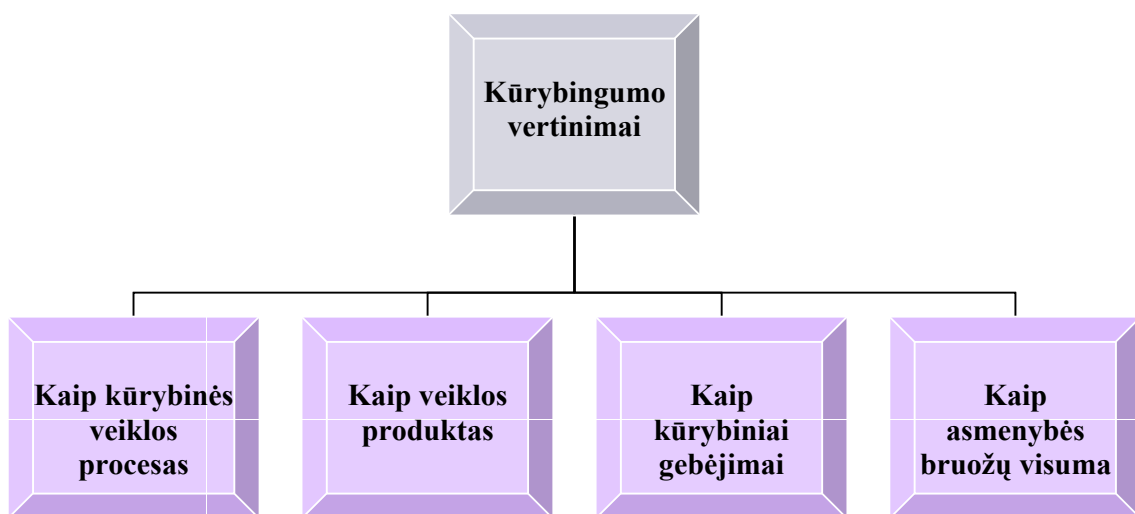 Kūrybingumo
vertinimai
Kaip kūrybinės
veiklos
procesas
Kaip veiklos
produktas
Kaip
kūrybiniai
gebėjimai
Kaip
asmenybės
bruožų visuma